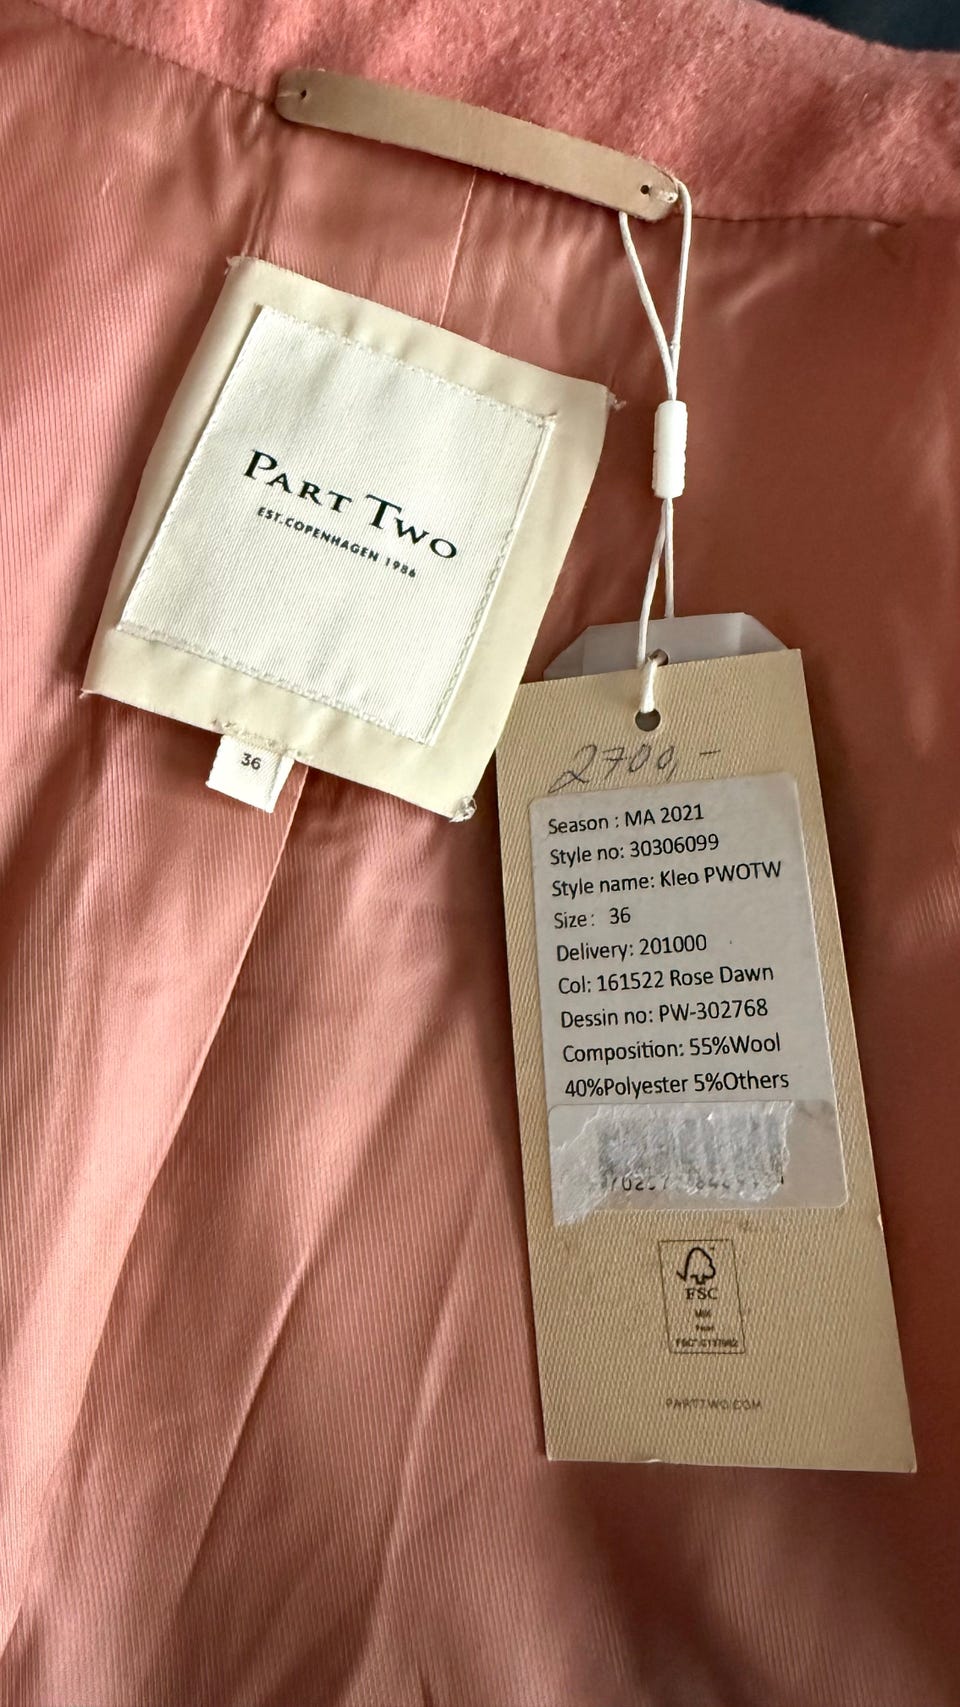 PART TWO
EST. COPENHAGEN 1986
36
2700,-
Season : MA 2021
Style no: 30306099
Style name: Kleo PWOTW
Size: 36
Delivery: 201000
Col: 161522 Rose Dawn
Dessin no: PW-302768
Composition: 55%Wool
40%Polyester 5%Others
FSC
MIX
Paper
PARTTWO.COM